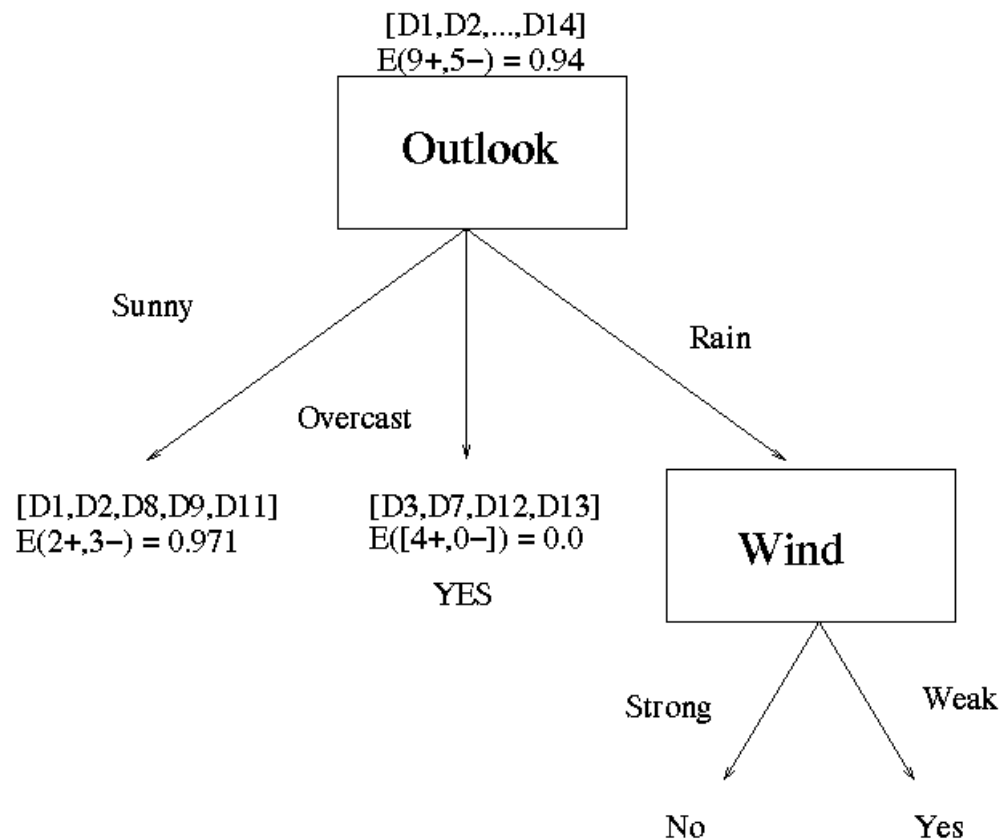 [D1,D2,...,D14]
E(9+,5−) = 0.94
Outlook
Sunny
Rain
Overcast
[D1,D2,D8,D9,D11]
E(2+,3−) = 0.971
[D3,D7,D12,D13]
E([4+,0−]) = 0.0
YES
Wind
Strong
Weak
No
Yes